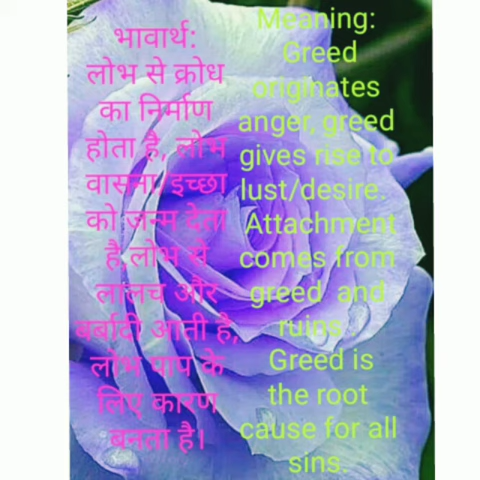 भावार्थ:
लोभ से क्रोध
का निर्माण
होता है, लोभ
वासना/इच्छा
को जन्म देता
है लोभ से
लालच और
बर्बादी आती है,
लोभ पाप के
लिए कारण
बनता है।
Meaning:
Greed
originates
anger, greed
gives rise to
lust/desire.
Attachment
comes from
greed and
ruins .
Greed is
the root
cause for all
sins.